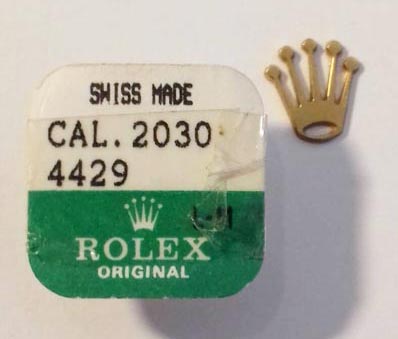 SWISS MADE
CAL. 2030
4429
ROLEX
ORIGINAL